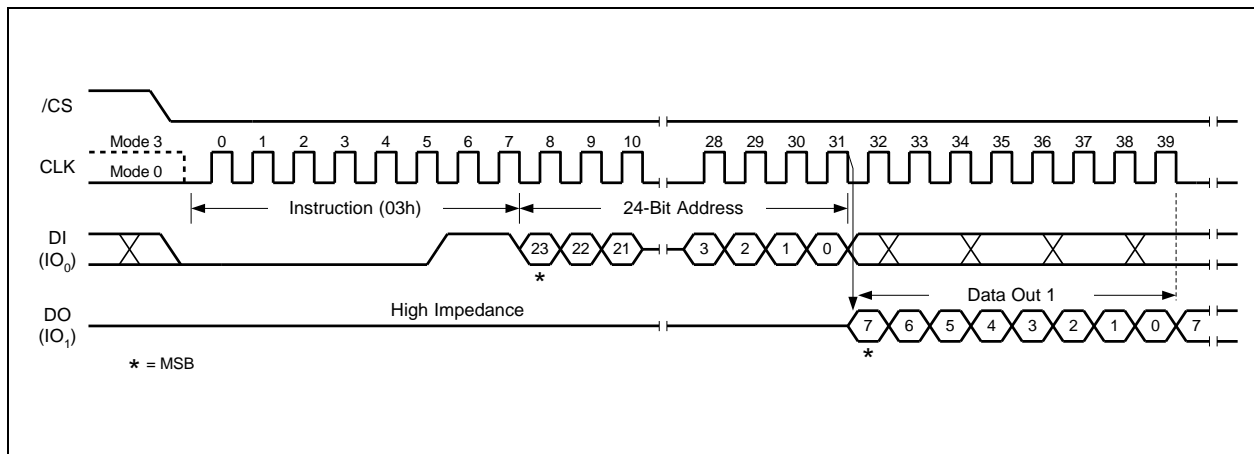 /CS
Mode 3
0 1 2 3 4 5 6 7 8 9 10 28 29 30 31 32 33 34 35 36 37 38 39
CLK
Mode 0
Instruction (03h) 24-Bit Address
DI
(IO0)
23 22 21 3 2 1 0
*
High Impedance
Data Out 1
DO
(IO1)
7 6 5 4 3 2 1 0 7
*
* = MSB